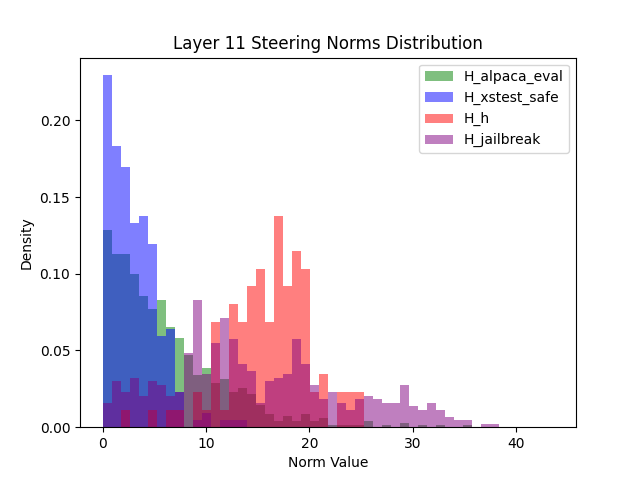 Layer 11 Steering Norms Distribution
H_alpaca_eval
H_xstest_safe
H_h
H_jailbreak
Density
0.20
0.15
0.10
0.05
0.00
0
10
20
30
40
Norm Value